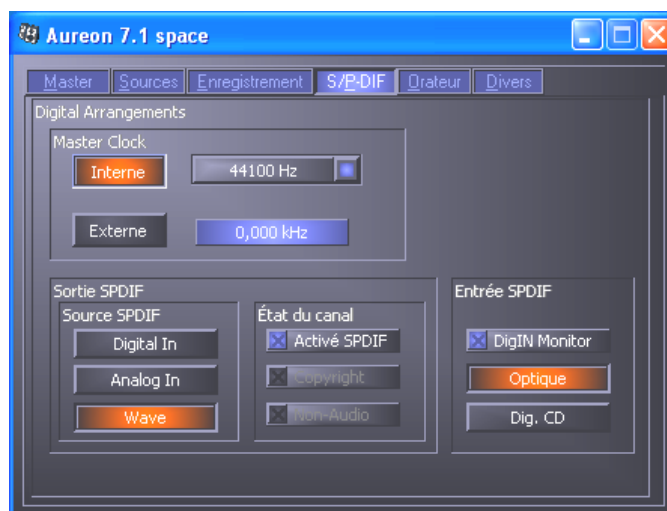 Aureon 7.1 space
Master Sources Enregistrement S/P-DIF Orateur Divers
Digital Arrangements
Master Clock
Interne 44100 Hz
Externe 0,000 kHz
Sortie SPDIF Entrée SPDIF
Source SPDIF État du canal
Digital In Activé SPDIF DigIN Monitor
Analog In Copyright Optique
Wave Non-Audio Dig. CD